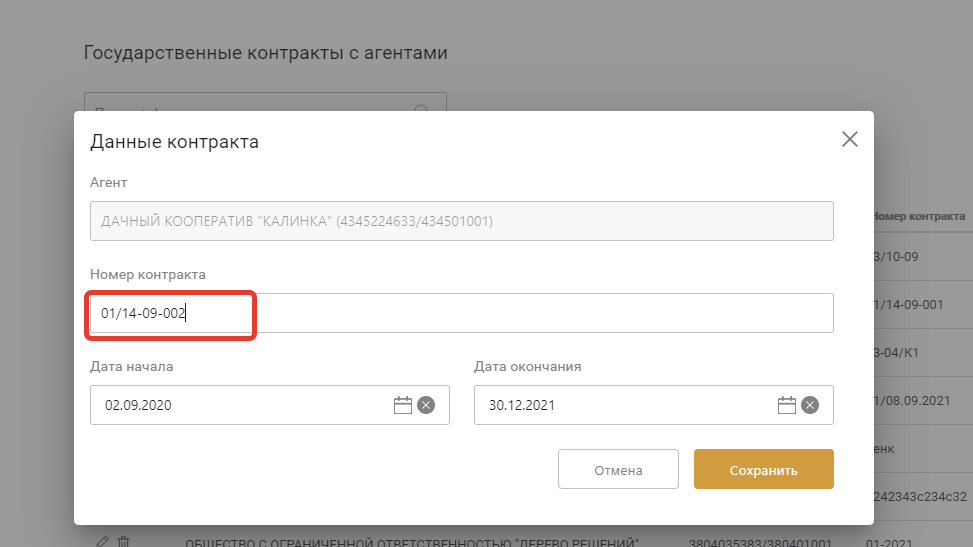 Государственные контракты с агентами
Данные контракта
Агент
ДАЧНЫЙ КООПЕРАТИВ "КАЛИНКА" (4345224633/434501001)
Номер контракта
Номер контракта
3/10-09
01/14-09-002
1/14-09-001
3-04/К1
Дата начала
Дата окончания
02.09.2020
30.12.2021
1/08.09.2021
енк
Отмена
Сохранить
242343c234c32
ОБЩЕСТВО С ОГРАНИЧЕННОЙ ОТВЕТСТВЕННОСТЬЮ "ДЕРЕВО РЕШЕНИЙ"
3804035383/380401001
01-2021